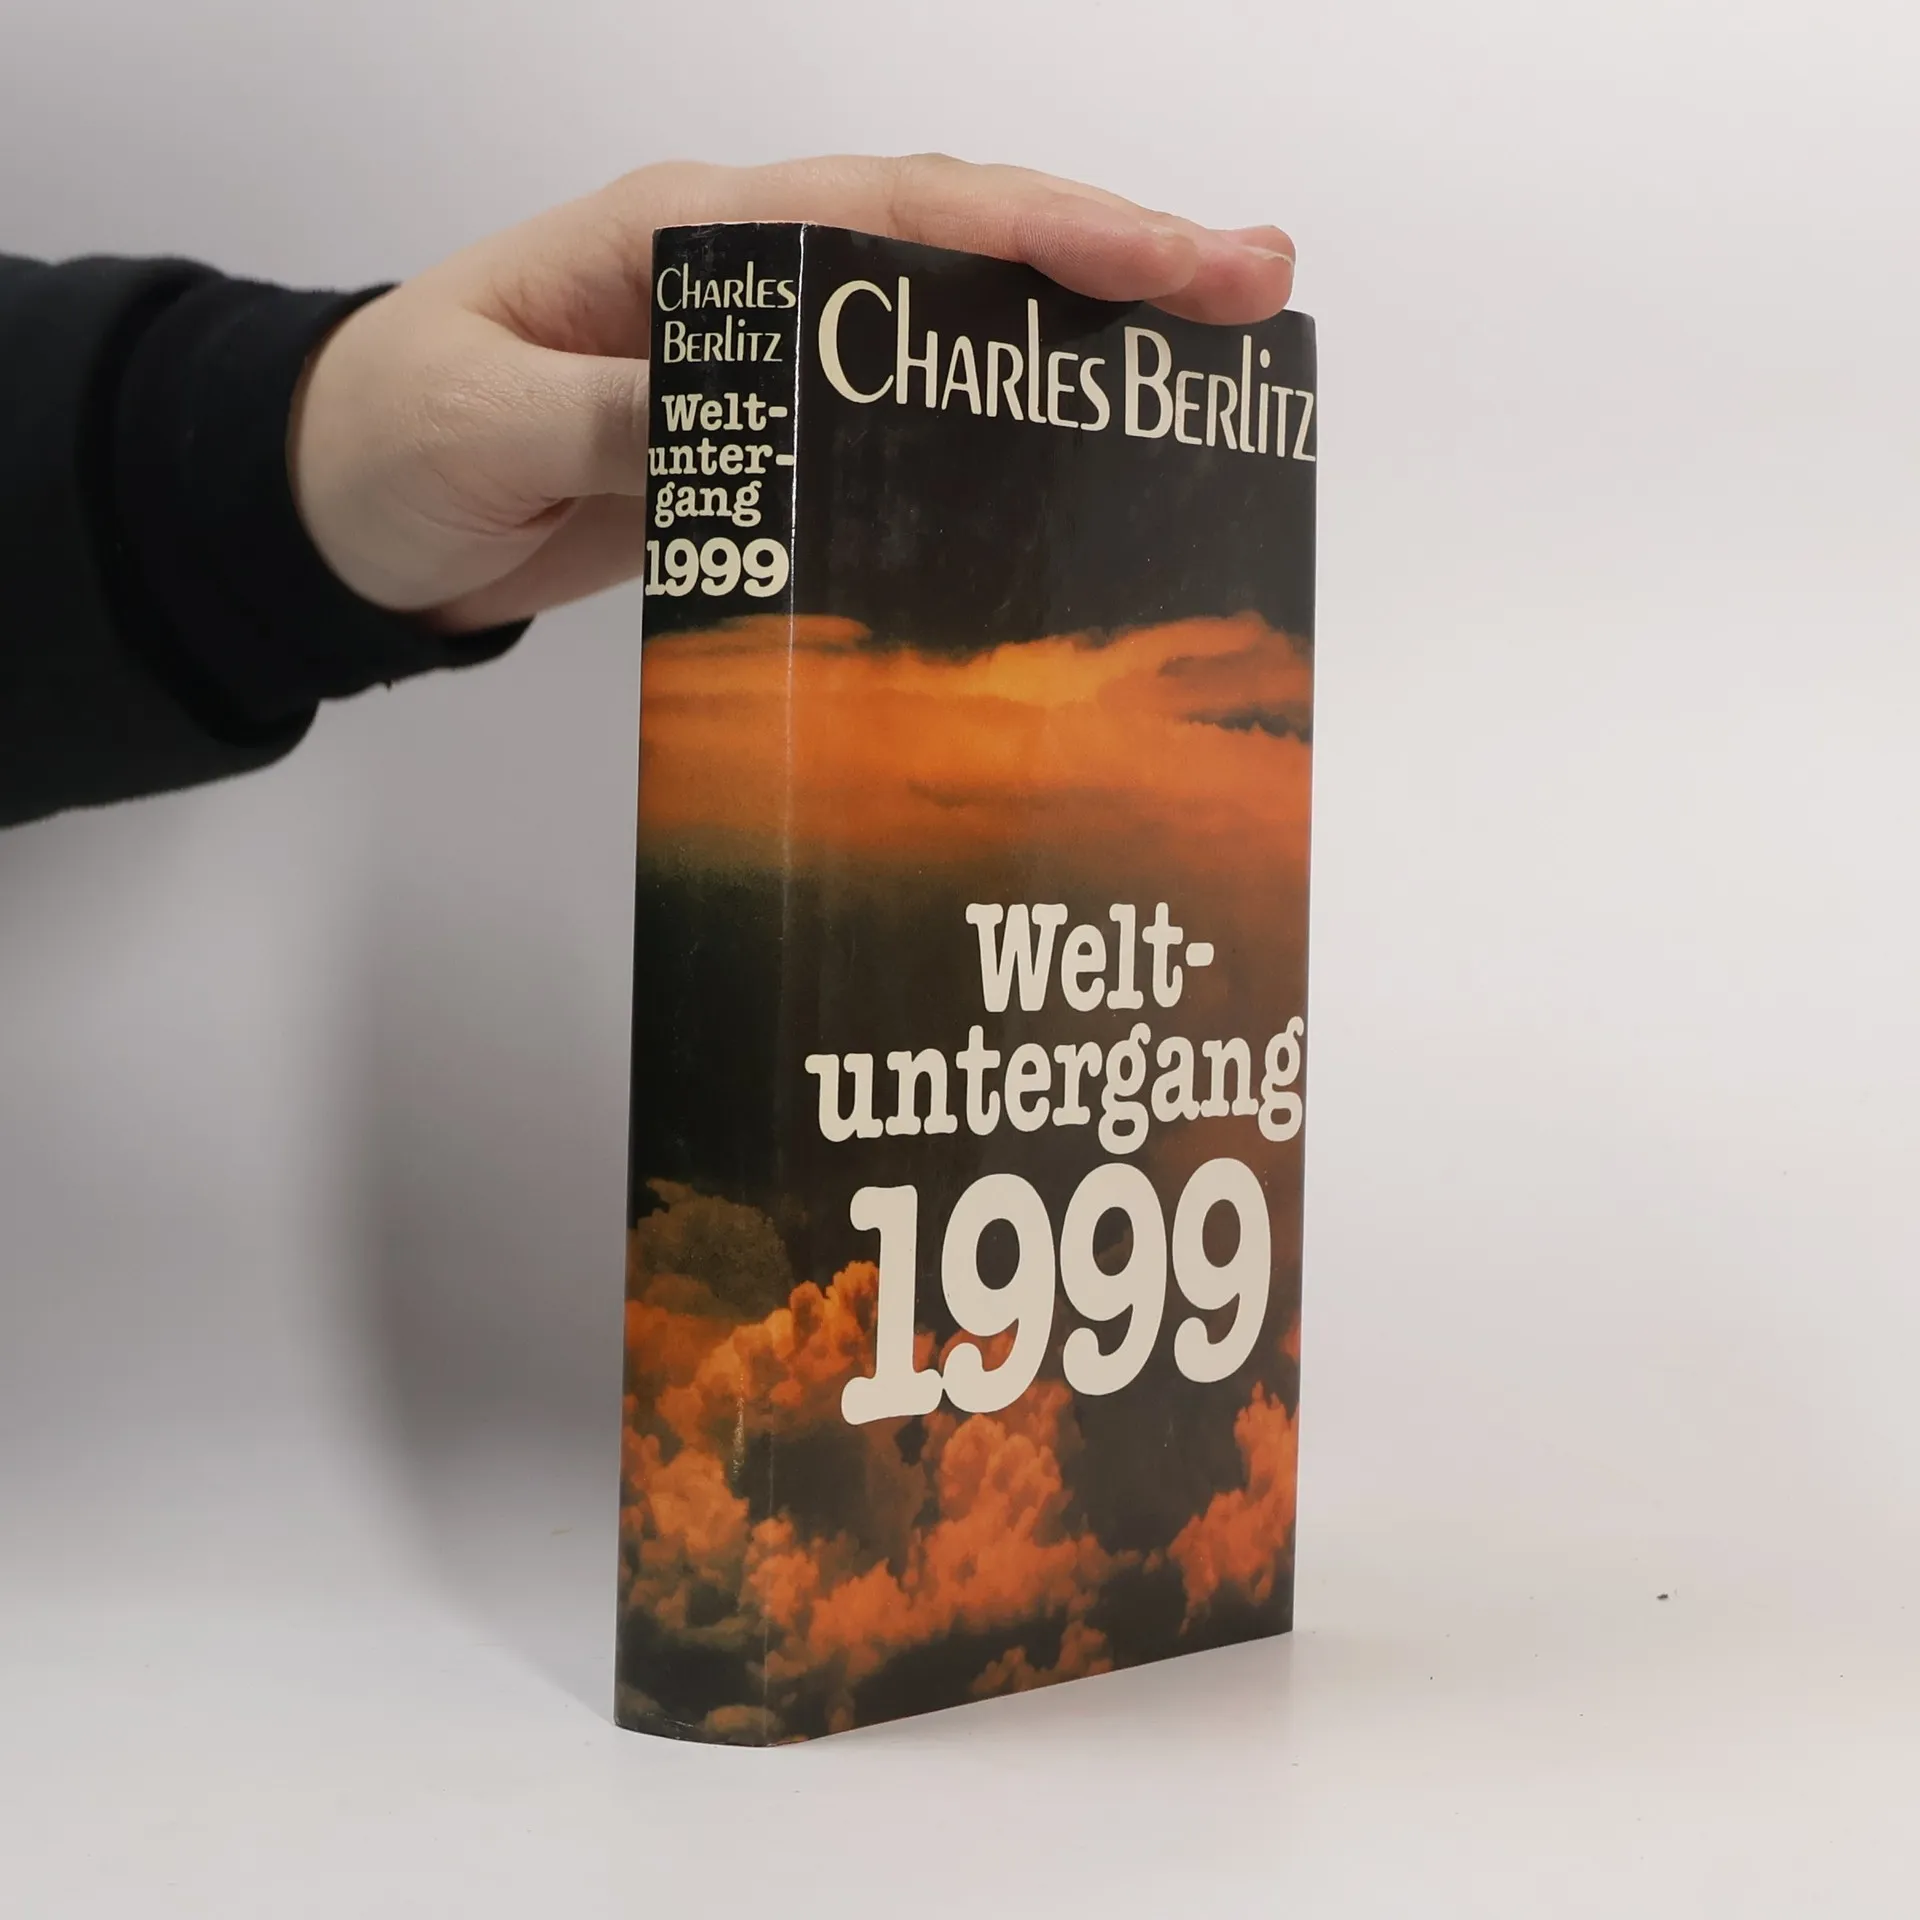 Charles
Berlitz
Welt-
unter-
gang
1999
Charles Berlitz
Welt-
untergang
1999